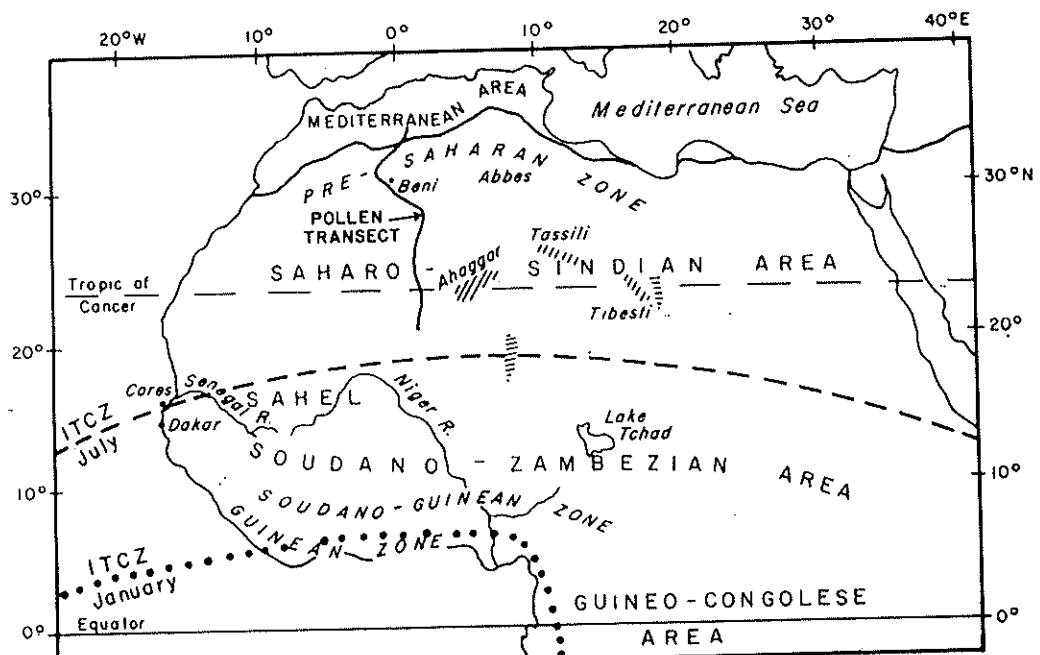 20°W 10° 0° 10° 20° 30° 40°E
MEDITERRANEAN AREA
Mediterranean Sea
PRE-SAHARAN ZONE
Beni Abbes
30° 30°N
POLLEN
TRANSECT
Tassili
Ahaggar
SAHARO-SINDIAN AREA
Tropic of
Cancer
Tibesti
20° 20°
Cores
Senegal R.
SAHEL
Niger R.
ITCZ
July
Dakar
Lake
Tchad
SOUDANO-ZAMBEZIAN AREA
10° 10°
SOUDANO-GUINEAN ZONE
GUINEAN ZONE
ITCZ
January
GUINEO-CONGOLESE
AREA
0° Equator 0°